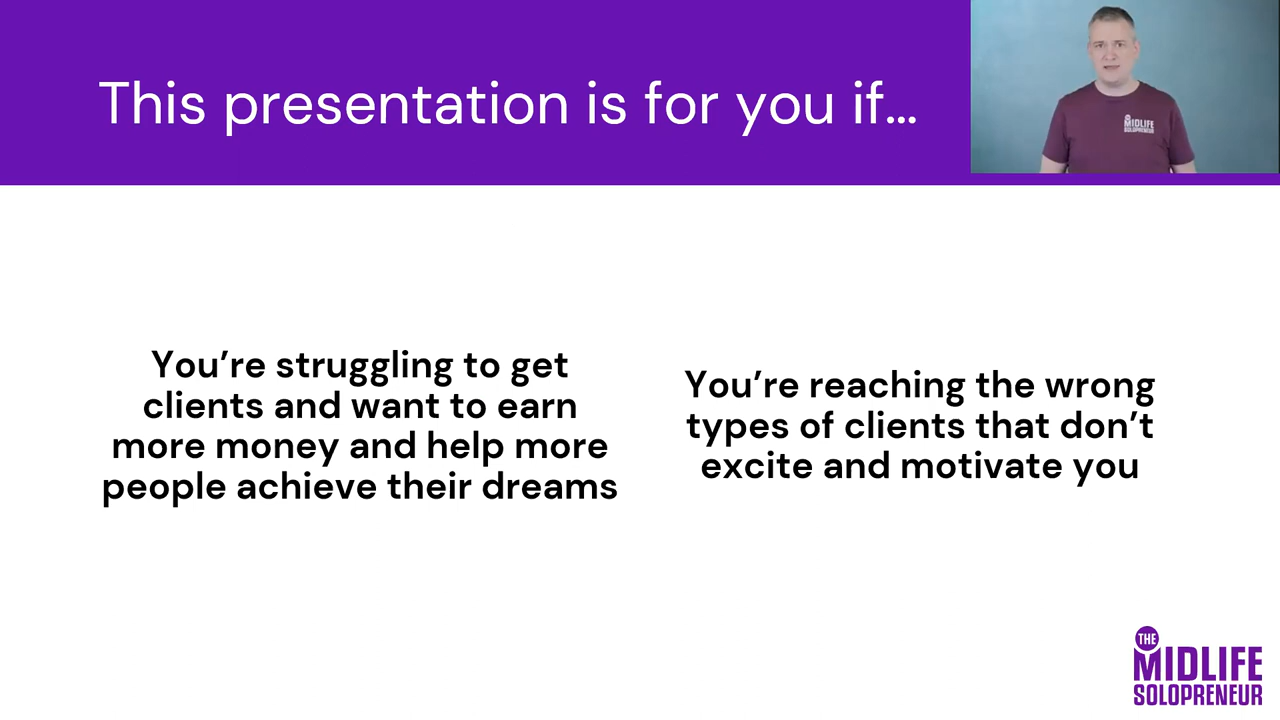 This presentation is for you if...
MIDLIFE
SOLOPRENEUR
You’re struggling to get
clients and want to earn
more money and help more
people achieve their dreams
You’re reaching the wrong
types of clients that don’t
excite and motivate you
THE
MIDLIFE
SOLOPRENEUR